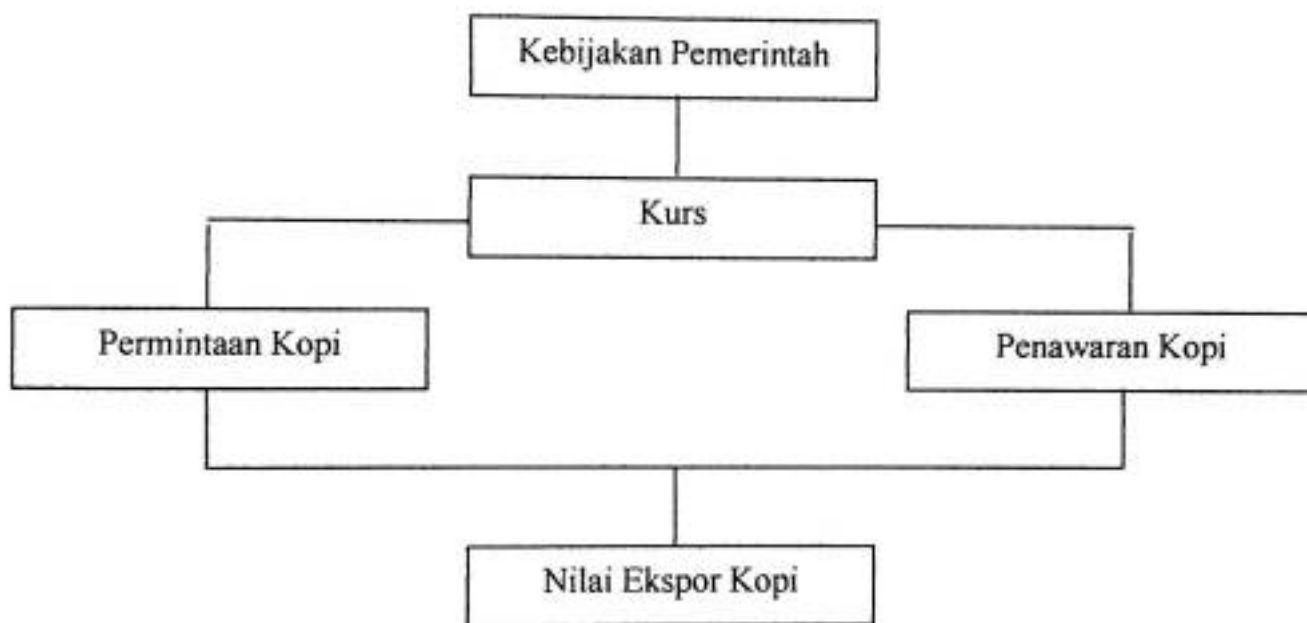 Kebijakan Pemerintah
Kurs
Permintaan Kopi
Penawaran Kopi
Nilai Ekspor Kopi